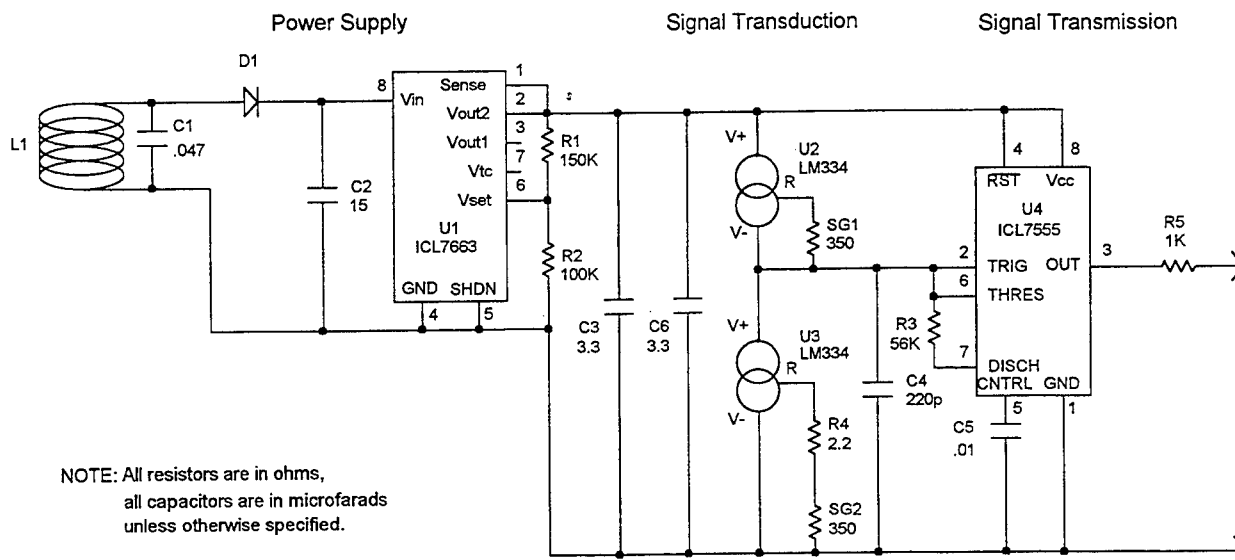 Power Supply
Signal Transduction
Signal Transmission
L1
C1
.047
D1
8
Vin
Sense
1
Vout2
2
Vout1
3
Vtc
7
Vset
6
U1
ICL7663
GND
SHDN
4
5
C2
15
s
R1
150K
R2
100K
C3
3.3
C6
3.3
V+
U2
LM334
R
V-
SG1
350
V+
U3
LM334
R
V-
R4
2.2
SG2
350
C4
220p
R3
56K
4
8
RST
Vcc
U4
ICL7555
2
TRIG
OUT
3
6
THRES
7
DISCH
CNTRL
GND
5
1
C5
.01
R5
1K
NOTE: All resistors are in ohms,
all capacitors are in microfarads
unless otherwise specified.